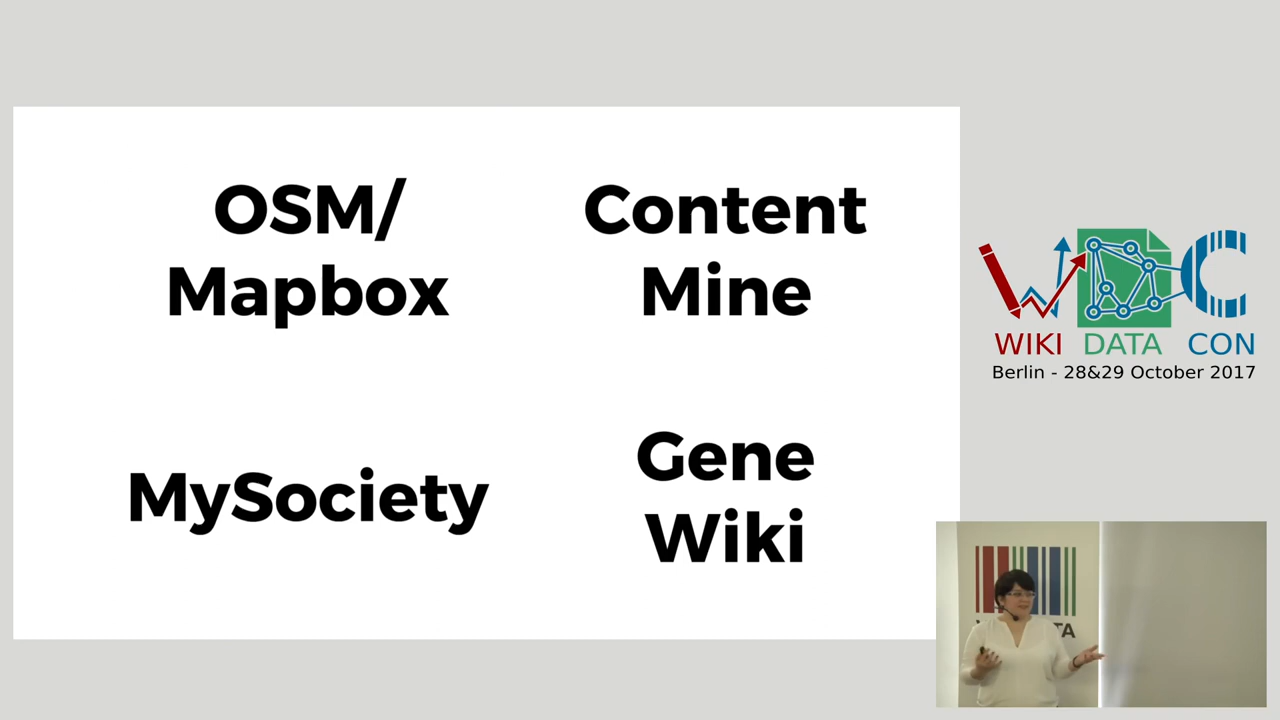 OSM/
Mapbox
Content
Mine
MySociety
Gene
Wiki
WIKI DATA CON
Berlin - 28&29 October 2017